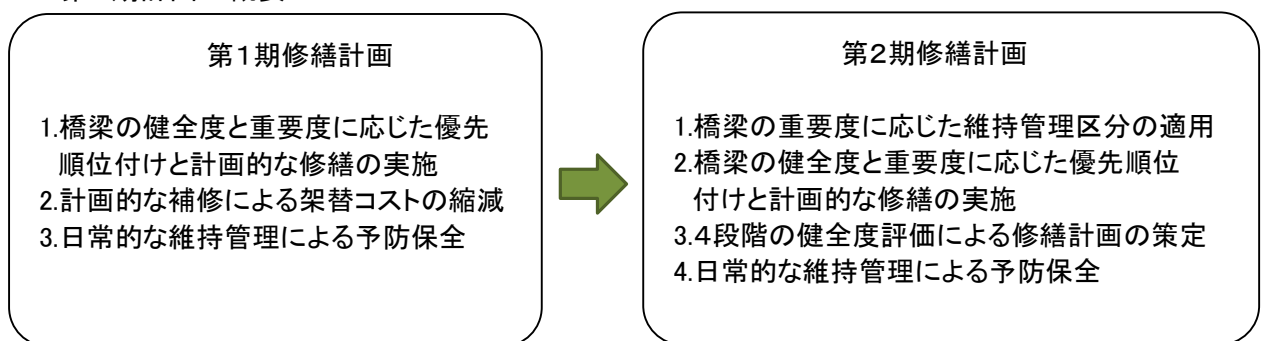 第1期修繕計画
1.橋梁の健全度と重要度に応じた優先
順位付けと計画的な修繕の実施
2.計画的な補修による架替コストの縮減
3.日常的な維持管理による予防保全
第2期修繕計画
1.橋梁の重要度に応じた維持管理区分の適用
2.橋梁の健全度と重要度に応じた優先順位
付けと計画的な修繕の実施
3.4段階の健全度評価による修繕計画の策定
4.日常的な維持管理による予防保全